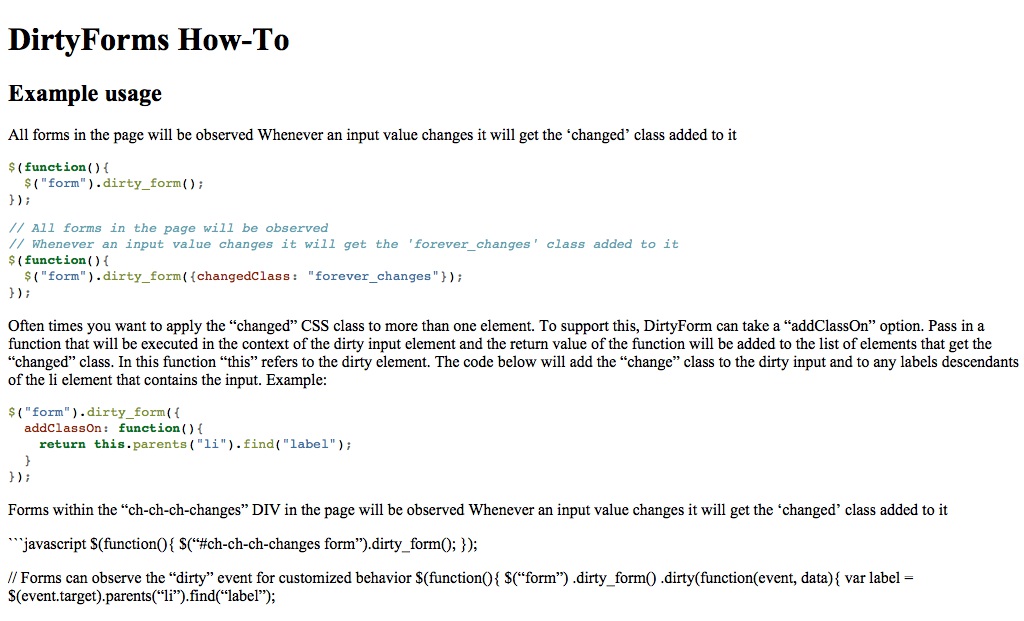 DirtyForms How-To
Example usage
All forms in the page will be observed Whenever an input value changes it will get the ‘changed’ class added to it
$(function(){
  $("form").dirty_form();
});
// All forms in the page will be observed
// Whenever an input value changes it will get the 'forever_changes' class added to it
$(function(){
  $("form").dirty_form({changedClass: "forever_changes"});
});
Often times you want to apply the “changed” CSS class to more than one element. To support this, DirtyForm can take a “addClassOn” option. Pass in a
function that will be executed in the context of the dirty input element and the return value of the function will be added to the list of elements that get the
“changed” class. In this function “this” refers to the dirty element. The code below will add the “change” class to the dirty input and to any labels descendants
of the li element that contains the input. Example:
$("form").dirty_form({
  addClassOn: function(){
    return this.parents("li").find("label");
  }
});
Forms within the “ch-ch-ch-changes” DIV in the page will be observed Whenever an input value changes it will get the ‘changed’ class added to it
```javascript $(function(){ $(“#ch-ch-ch-changes form”).dirty_form(); });
// Forms can observe the “dirty” event for customized behavior $(function(){ $(“form”) .dirty_form() .dirty(function(event, data){ var label =
$(event.target).parents(“li”).find(“label”);